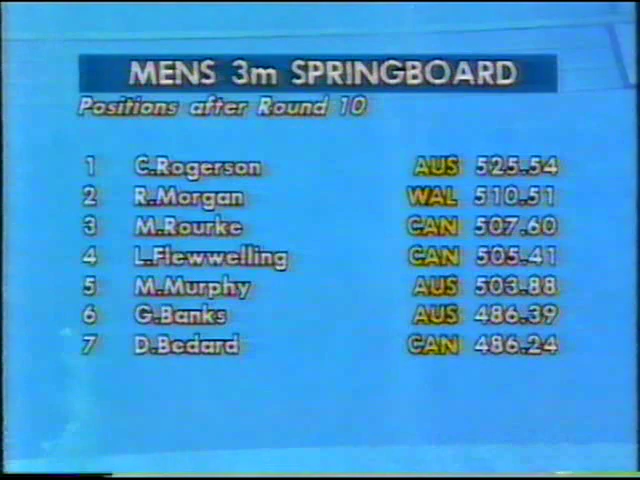 MENS 3m SPRINGBOARD
Positions after Round 10
1 C.Rogerson AUS 525.54
2 R.Morgan WAL 510.51
3 M.Rourke CAN 507.60
4 L.Flewwelling CAN 505.41
5 M.Murphy AUS 503.88
6 G.Banks AUS 486.39
7 D.Bedard CAN 486.24